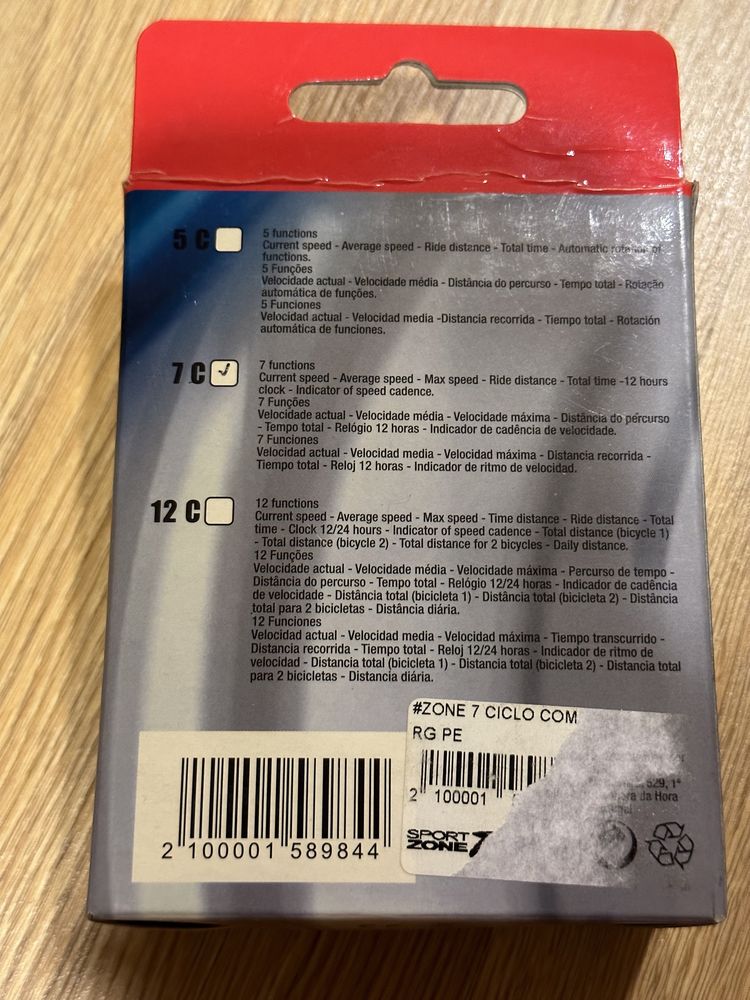 5 C
5 functions
Current speed - Average speed - Ride distance - Total time - Automatic rotation of
functions.
5 Funções
Velocidade actual - Velocidade média - Distância do percurso - Tempo total - Rotação
automática de funções.
5 Funciones
Velocidad actual - Velocidad media -Distancia recorrida - Tiempo total - Rotación
automática de funciones.
7 C
7 functions
Current speed - Average speed - Max speed - Ride distance - Total time -12 hours
clock - Indicator of speed cadence.
7 Funções
Velocidade actual - Velocidade média - Velocidade máxima - Distância do percurso
- Tempo total - Relógio 12 horas - Indicador de cadência de velocidade.
7 Funciones
Velocidad actual - Velocidad media - Velocidad máxima - Distancia recorrida -
Tiempo total - Reloj 12 horas - Indicador de ritmo de velocidad.
12 C
12 functions
Current speed - Average speed - Max speed - Time distance - Ride distance - Total
time - Clock 12/24 hours - Indicator of speed cadence - Total distance (bicycle 1)
- Total distance (bicycle 2) - Total distance for 2 bicycles - Daily distance.
12 Funções
Velocidade actual - Velocidade média - Velocidade máxima - Percurso de tempo -
Distância do percurso - Tempo total - Relógio 12/24 horas - Indicador de cadência
de velocidade - Distância total (bicicleta 1) - Distância total (bicicleta 2) - Distância
total para 2 bicicletas - Distância diária.
12 Funciones
Velocidad actual - Velocidad media - Velocidad máxima - Tiempo transcurrido -
Distancia recorrida - Tiempo total - Reloj 12/24 horas - Indicador de ritmo de
velocidad - Distancia total (bicicleta 1) - Distancia total (bicicleta 2) - Distancia total
para 2 bicicletas - Distancia diária.
#ZONE 7 CICLO COM
RG PE
2 100001
529, 1ª
da Hora
SPORT
ZONE
2 100001 589844